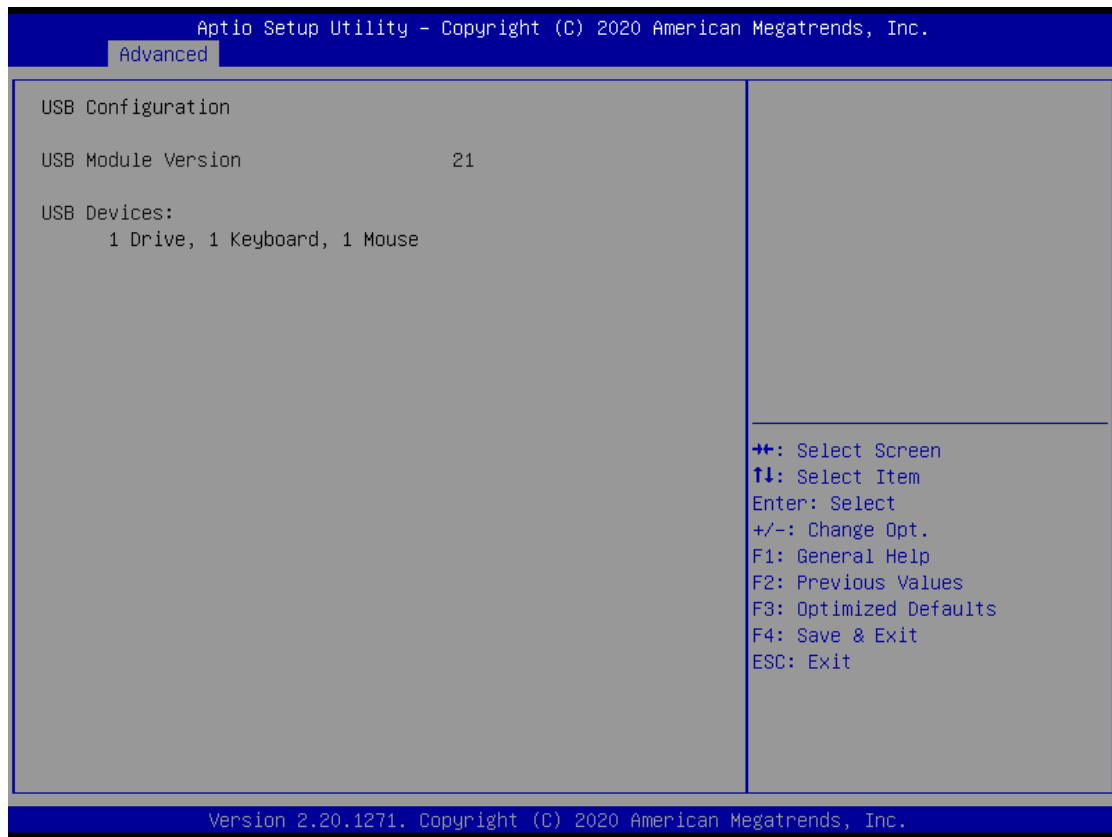 Aptio Setup Utility – Copyright (C) 2020 American Megatrends, Inc.
Advanced
USB Configuration
USB Module Version 21
USB Devices:
1 Drive, 1 Keyboard, 1 Mouse
→←: Select Screen
↑↓: Select Item
Enter: Select
+/-: Change Opt.
F1: General Help
F2: Previous Values
F3: Optimized Defaults
F4: Save & Exit
ESC: Exit
Version 2.20.1271. Copyright (C) 2020 American Megatrends, Inc.